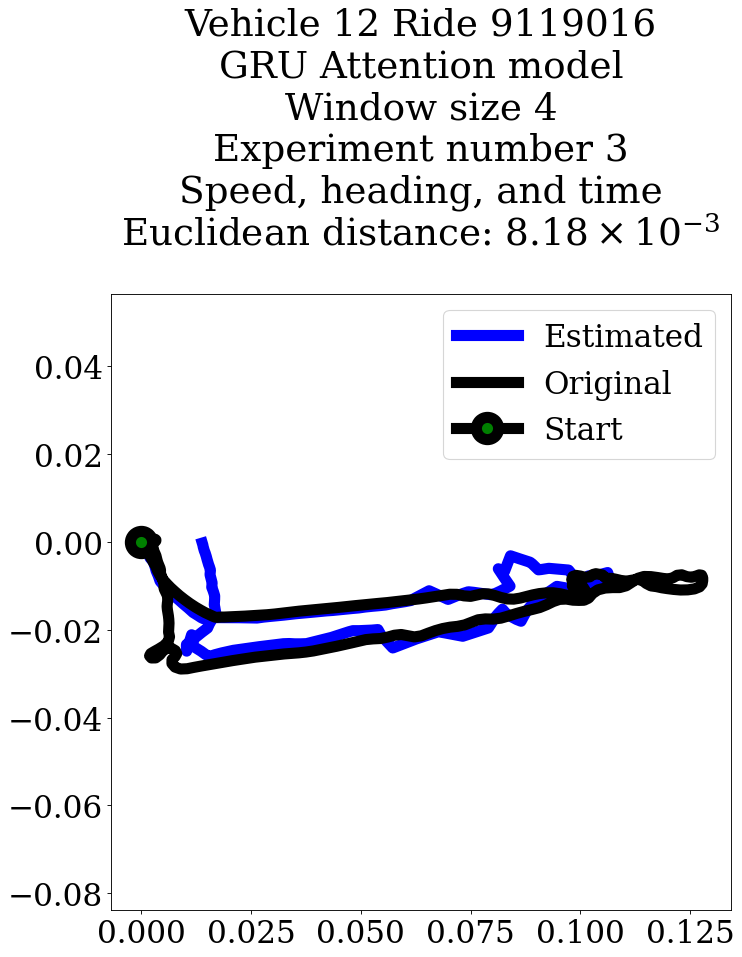 Vehicle 12 Ride 9119016
GRU Attention model
Window size 4
Experiment number 3
Speed, heading, and time
Euclidean distance: 8.18 × 10⁻³
Estimated
Original
Start
0.04
0.02
0.00
−0.02
−0.04
−0.06
−0.08
0.000 0.025 0.050 0.075 0.100 0.125